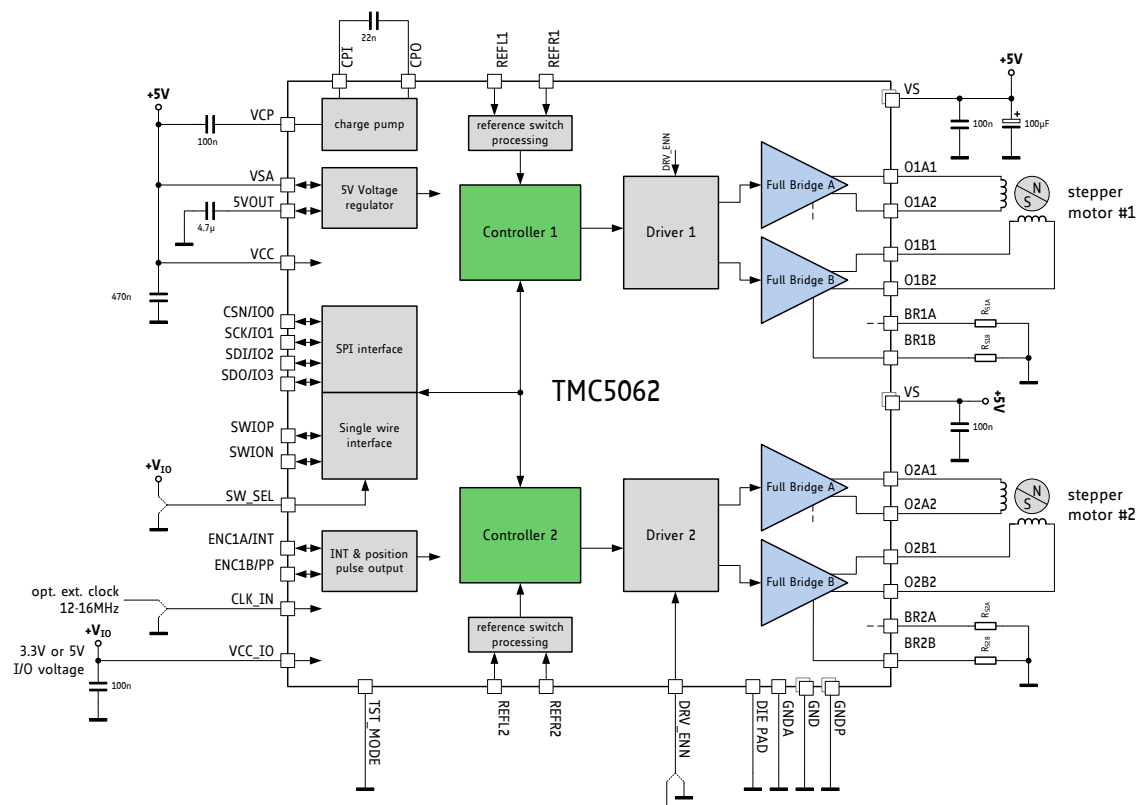 22n
CPI
CPO
REFL1
REFR1
+5V
VCP
100n
charge pump
reference switch
processing
DRV_ENN
VS
+5V
100n
+
100µF
VSA
5VOUT
4.7µ
5V Voltage
regulator
Controller 1
Driver 1
Full Bridge A
Full Bridge B
O1A1
O1A2
O1B1
O1B2
N
S
stepper
motor #1
VCC
470n
BR1A
BR1B
RS1A
RS1B
CSN/IO0
SCK/IO1
SDI/IO2
SDO/IO3
SPI interface
TMC5062
VS
+5V
100n
SWIOP
SWION
Single wire
interface
+VIO
SW_SEL
Controller 2
Driver 2
Full Bridge A
Full Bridge B
O2A1
O2A2
O2B1
O2B2
N
S
stepper
motor #2
ENC1A/INT
ENC1B/PP
INT & position
pulse output
opt. ext. clock
12-16MHz
CLK_IN
reference switch
processing
BR2A
BR2B
RS2A
RS2B
+VIO
3.3V or 5V
I/O voltage
VCC_IO
100n
TST_MODE
REFL2
REFR2
DRV_ENN
DIE PAD
GNDA
GND
GNDP